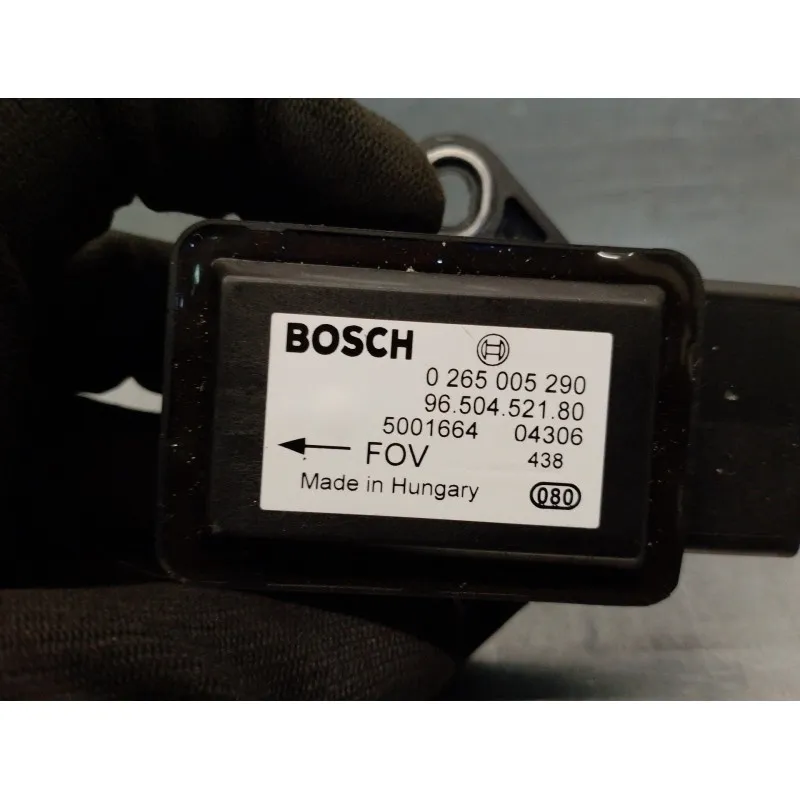 BOSCH
0 265 005 290
96.504.521.80
5001664 04306
FOV 438
Made in Hungary 080